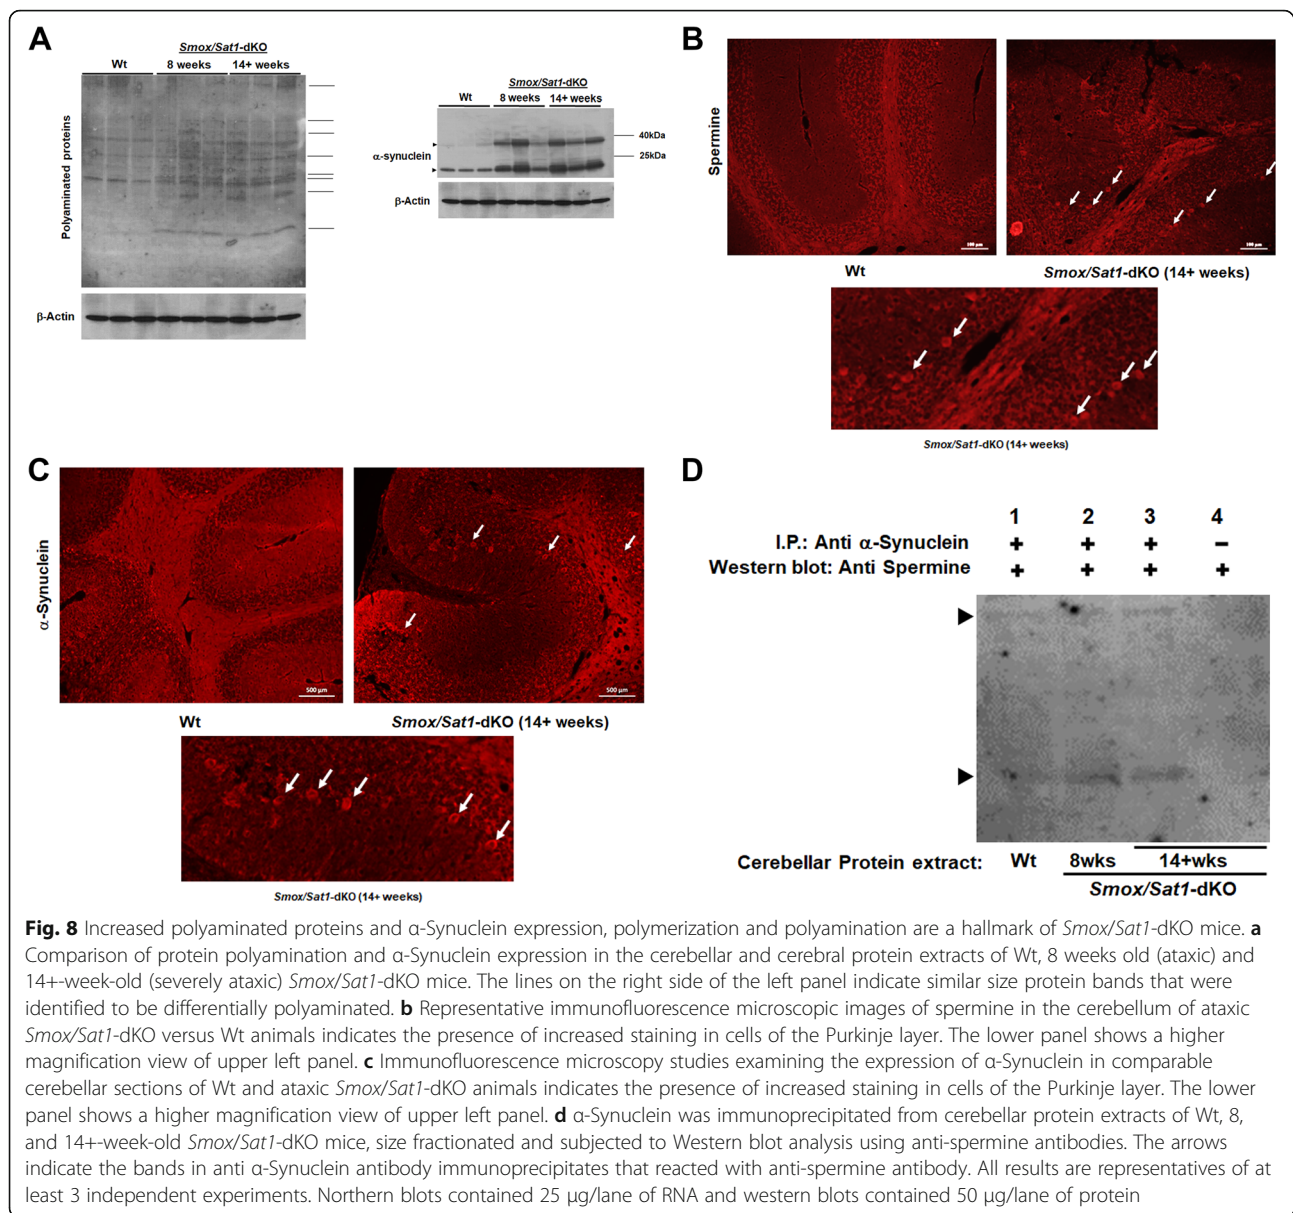 A
Smox/Sat1-dKO
Wt 8 weeks 14+ weeks
Polyaminated proteins
β-Actin
Smox/Sat1-dKO
Wt 8 weeks 14+ weeks
40kDa
25kDa
α-synuclein
β-Actin
B
Spermine
100 µm
100 µm
Wt
Smox/Sat1-dKO (14+ weeks)
Smox/Sat1-dKO (14+ weeks)
C
α-Synuclein
500 µm
500 µm
Wt
Smox/Sat1-dKO (14+ weeks)
Smox/Sat1-dKO (14+ weeks)
D
1 2 3 4
I.P.: Anti α-Synuclein + + + −
Western blot: Anti Spermine + + + +
Cerebellar Protein extract: Wt 8wks 14+wks
Smox/Sat1-dKO
Fig. 8 Increased polyaminated proteins and α-Synuclein expression, polymerization and polyamination are a hallmark of Smox/Sat1-dKO mice. a
Comparison of protein polyamination and α-Synuclein expression in the cerebellar and cerebral protein extracts of Wt, 8 weeks old (ataxic) and
14+-week-old (severely ataxic) Smox/Sat1-dKO mice. The lines on the right side of the left panel indicate similar size protein bands that were
identified to be differentially polyaminated. b Representative immunofluorescence microscopic images of spermine in the cerebellum of ataxic
Smox/Sat1-dKO versus Wt animals indicates the presence of increased staining in cells of the Purkinje layer. The lower panel shows a higher
magnification view of upper left panel. c Immunofluorescence microscopy studies examining the expression of α-Synuclein in comparable
cerebellar sections of Wt and ataxic Smox/Sat1-dKO animals indicates the presence of increased staining in cells of the Purkinje layer. The lower
panel shows a higher magnification view of upper left panel. d α-Synuclein was immunoprecipitated from cerebellar protein extracts of Wt, 8,
and 14+-week-old Smox/Sat1-dKO mice, size fractionated and subjected to Western blot analysis using anti-spermine antibodies. The arrows
indicate the bands in anti α-Synuclein antibody immunoprecipitates that reacted with anti-spermine antibody. All results are representatives of at
least 3 independent experiments. Northern blots contained 25 µg/lane of RNA and western blots contained 50 µg/lane of protein